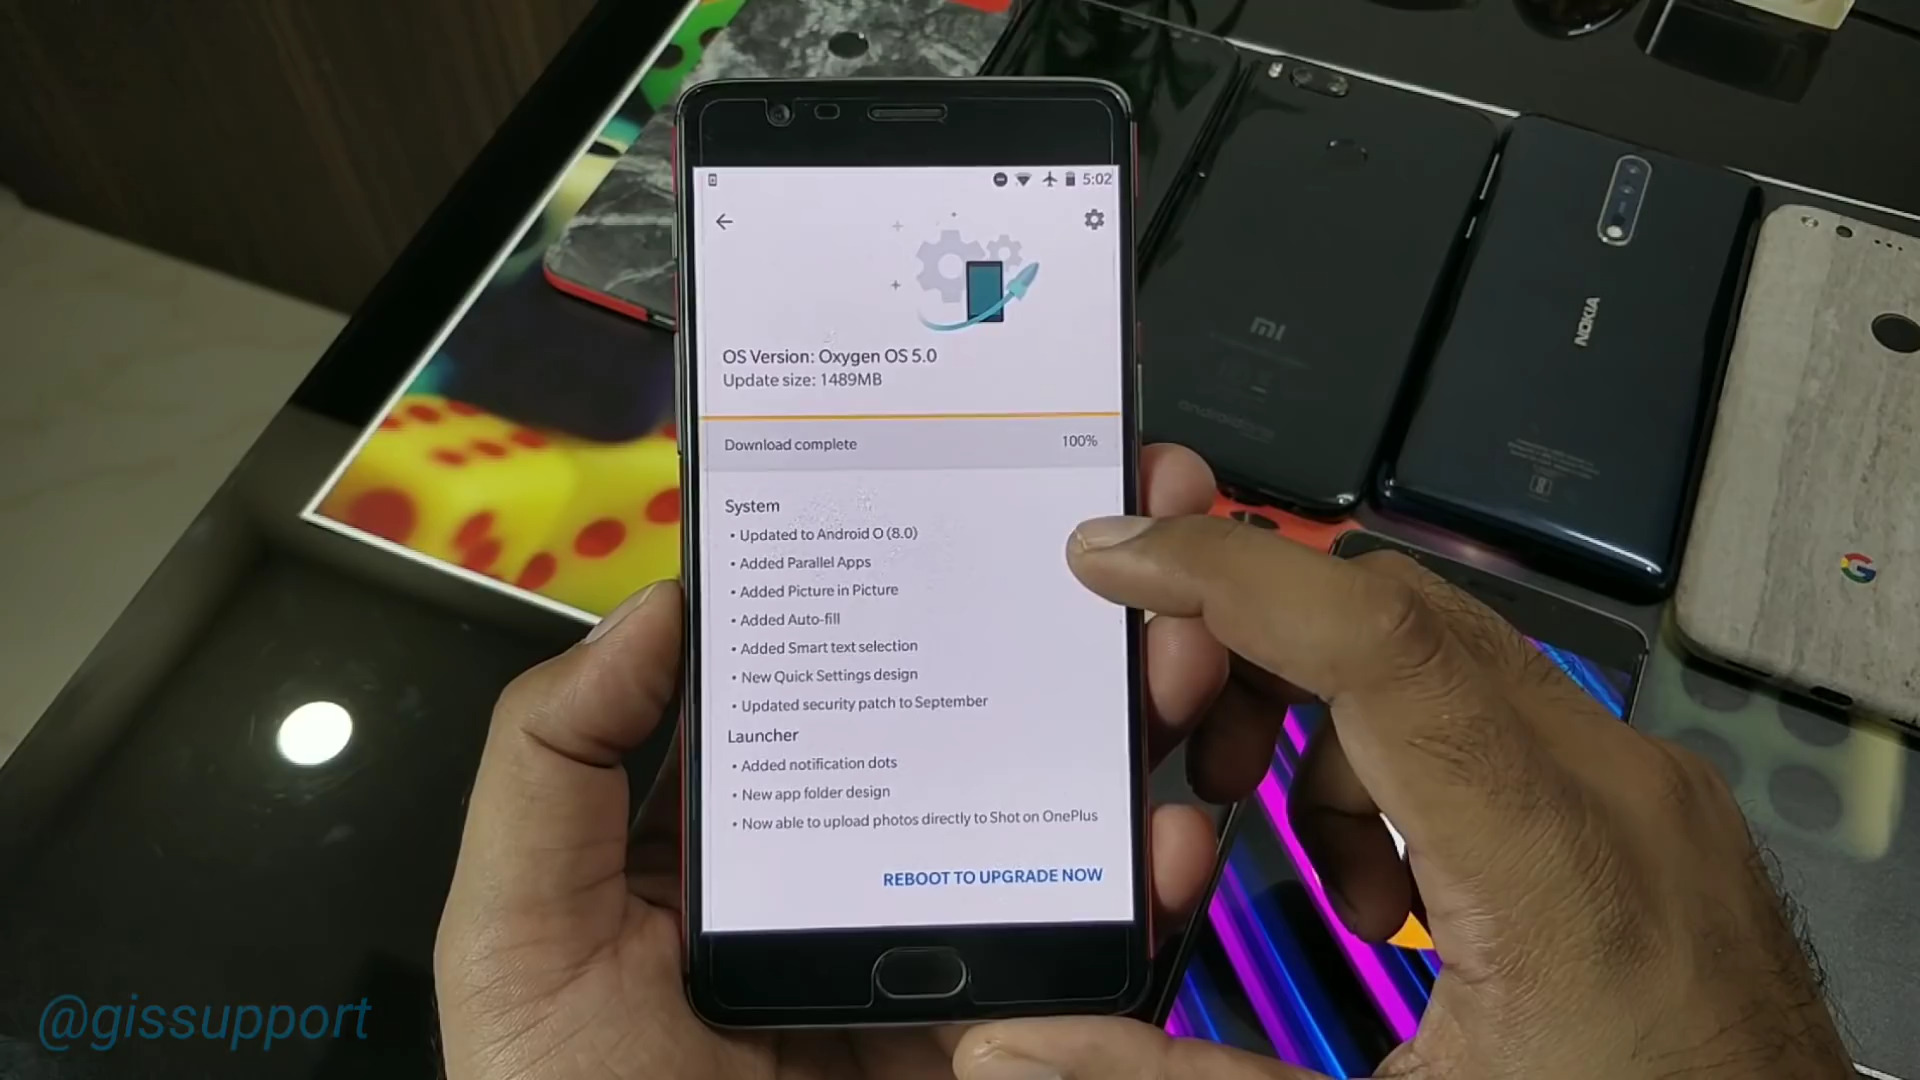 5:02
OS Version: Oxygen OS 5.0
Update size: 1489MB
Download complete 100%
System
• Updated to Android O (8.0)
• Added Parallel Apps
• Added Picture in Picture
• Added Auto-fill
• Added Smart text selection
• New Quick Settings design
• Updated security patch to September
Launcher
• Added notification dots
• New app folder design
• Now able to upload photos directly to Shot on OnePlus
REBOOT TO UPGRADE NOW
mi
androidone
NOKIA
G
@gissupport